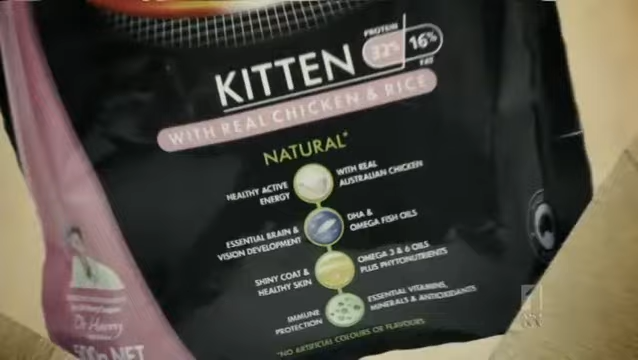 PROTEIN
32% 16%
FAT
KITTEN
WITH REAL CHICKEN & RICE
NATURAL*
HEALTHY ACTIVE
ENERGY
WITH REAL
AUSTRALIAN CHICKEN
ESSENTIAL BRAIN &
VISION DEVELOPMENT
DHA &
OMEGA FISH OILS
SHINY COAT &
HEALTHY SKIN
OMEGA 3 & 6 OILS
PLUS PHYTONUTRIENTS
IMMUNE
PROTECTION
ESSENTIAL VITAMINS,
MINERALS & ANTIOXIDANTS
*NO ARTIFICIAL COLOURS OR FLAVOURS
Dr Harry
500g NET